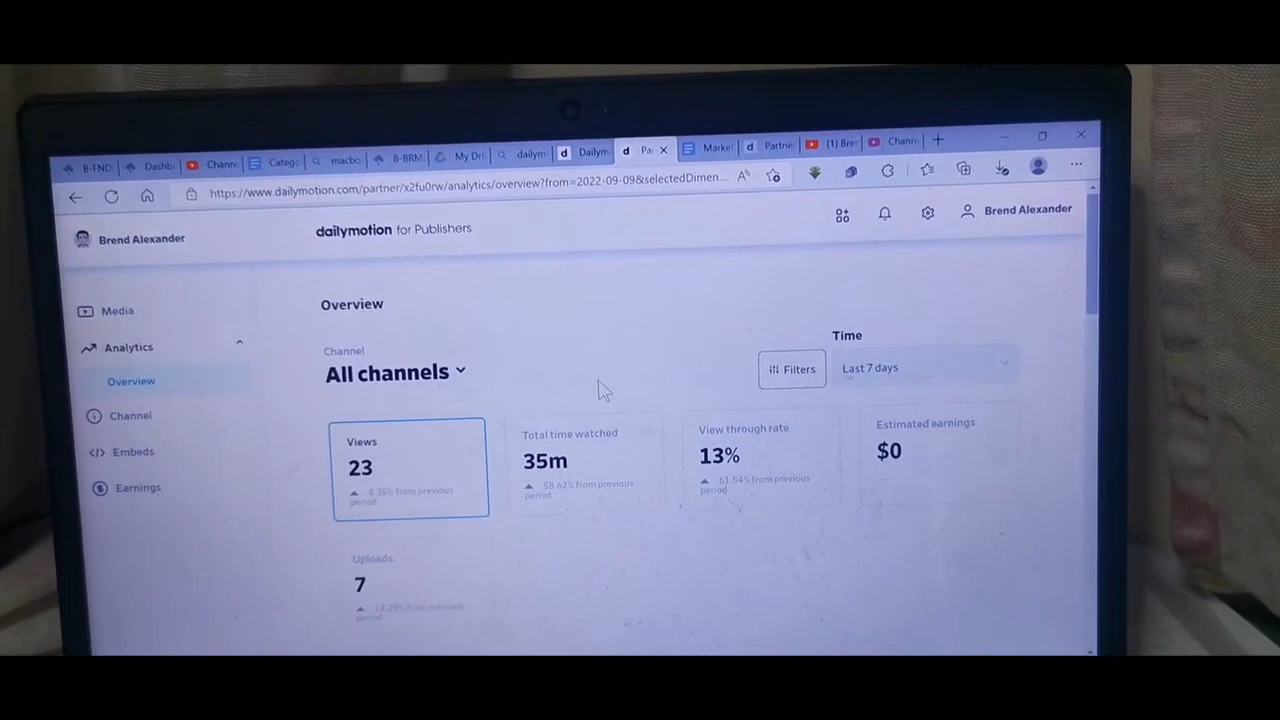 B-FND
Dashb
Chann
Catego
macbo
B-BRM
My Dri
dailym
Dailym
Pa
Market
Partne
(1) Bre
Chann
https://www.dailymotion.com/partner/x2fu0rw/analytics/overview?from=2022-09-09&selectedDimen...
Brend Alexander
dailymotion for Publishers
Brend Alexander
Media
Analytics
Overview
Channel
Embeds
Earnings
Overview
Channel
All channels
Time
Filters
Last 7 days
Views
23
4.35% from previous
period
Total time watched
35m
58.62% from previous
period
View through rate
13%
61.54% from previous
period
Estimated earnings
$0
Uploads
7
14.29% from previous
period